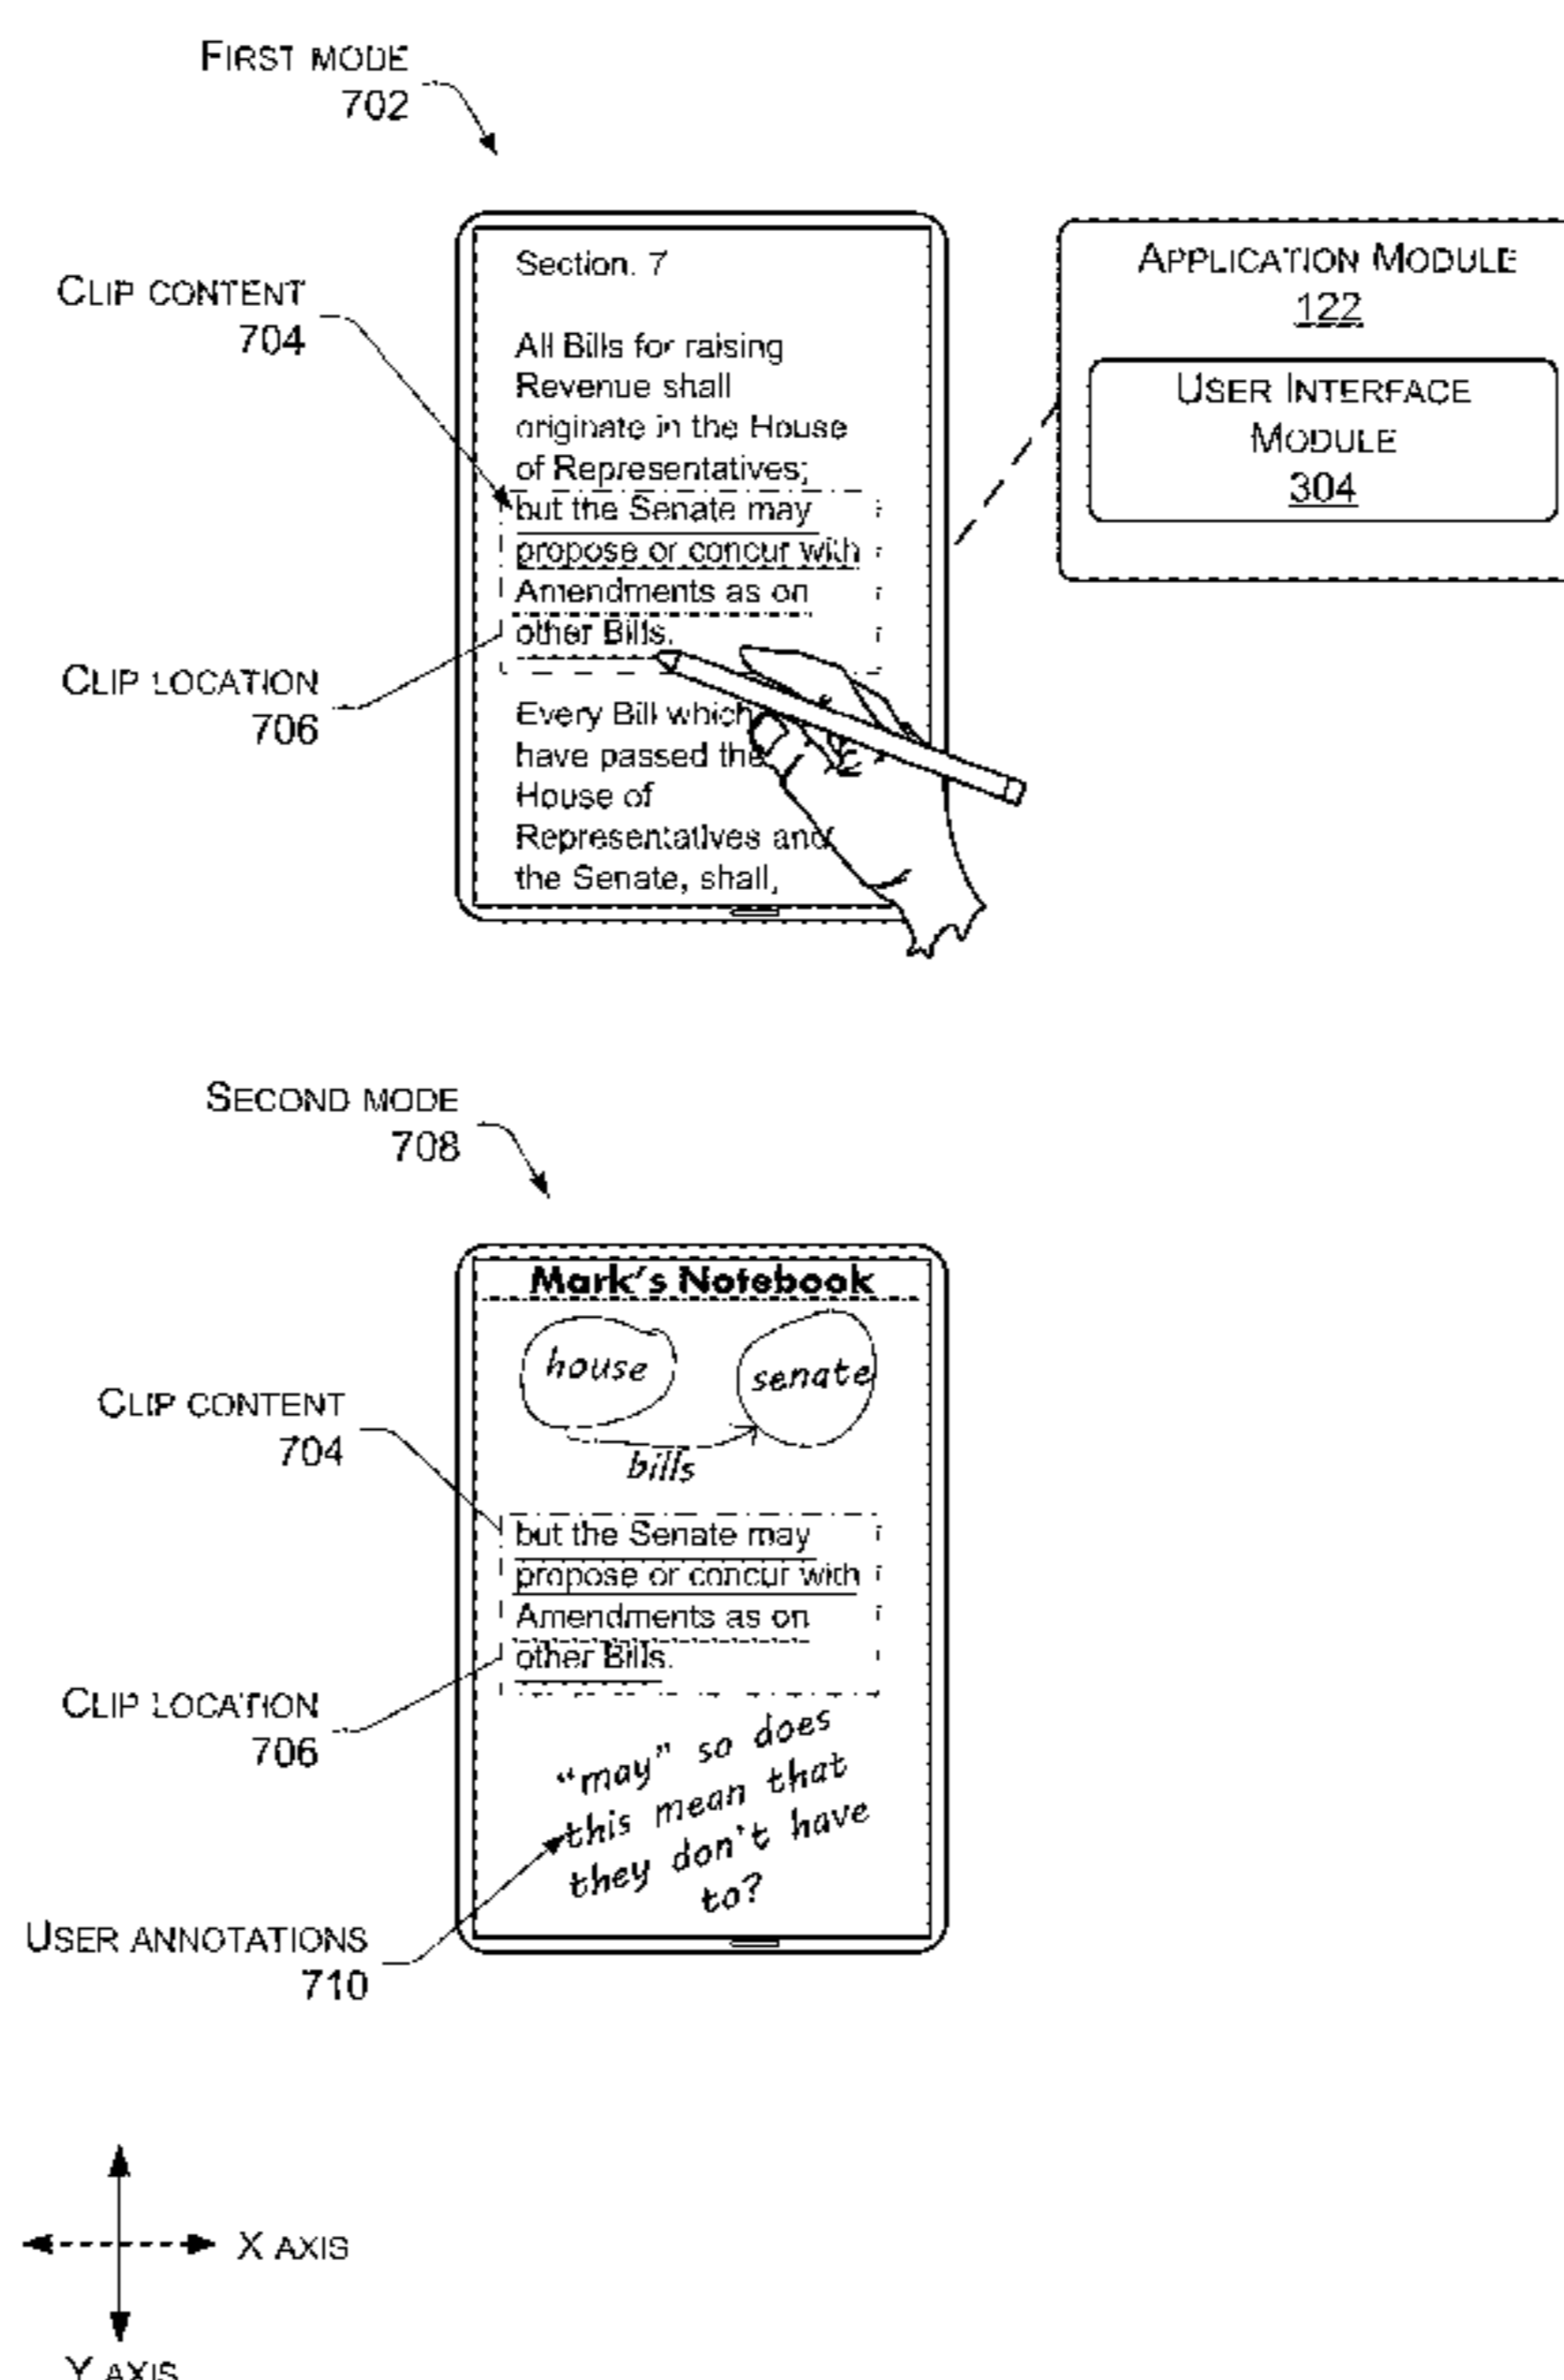 FIRST MODE
702
CLIP CONTENT
704
CLIP LOCATION
706
Section. 7
All Bills for raising
Revenue shall
originate in the House
of Representatives;
but the Senate may
propose or concur with
Amendments as on
other Bills.
Every Bill which
have passed the
House of
Representatives and
the Senate, shall,
APPLICATION MODULE
122
USER INTERFACE
MODULE
304
SECOND MODE
708
CLIP CONTENT
704
CLIP LOCATION
706
USER ANNOTATIONS
710
Mark's Notebook
house
senate
bills
but the Senate may
propose or concur with
Amendments as on
other Bills.
"may" so does
this mean that
they don't have
to?
X AXIS
Y AXIS